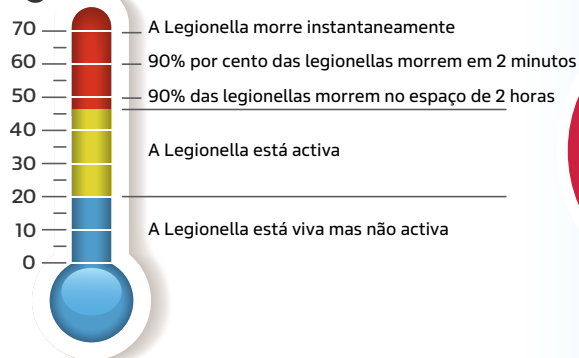 70 A Legionella morre instantaneamente
60 90% por cento das legionellas morrem em 2 minutos
50 90% das legionellas morrem no espaço de 2 horas
40
A Legionella está activa
30
20
10 A Legionella está viva mas não activa
0